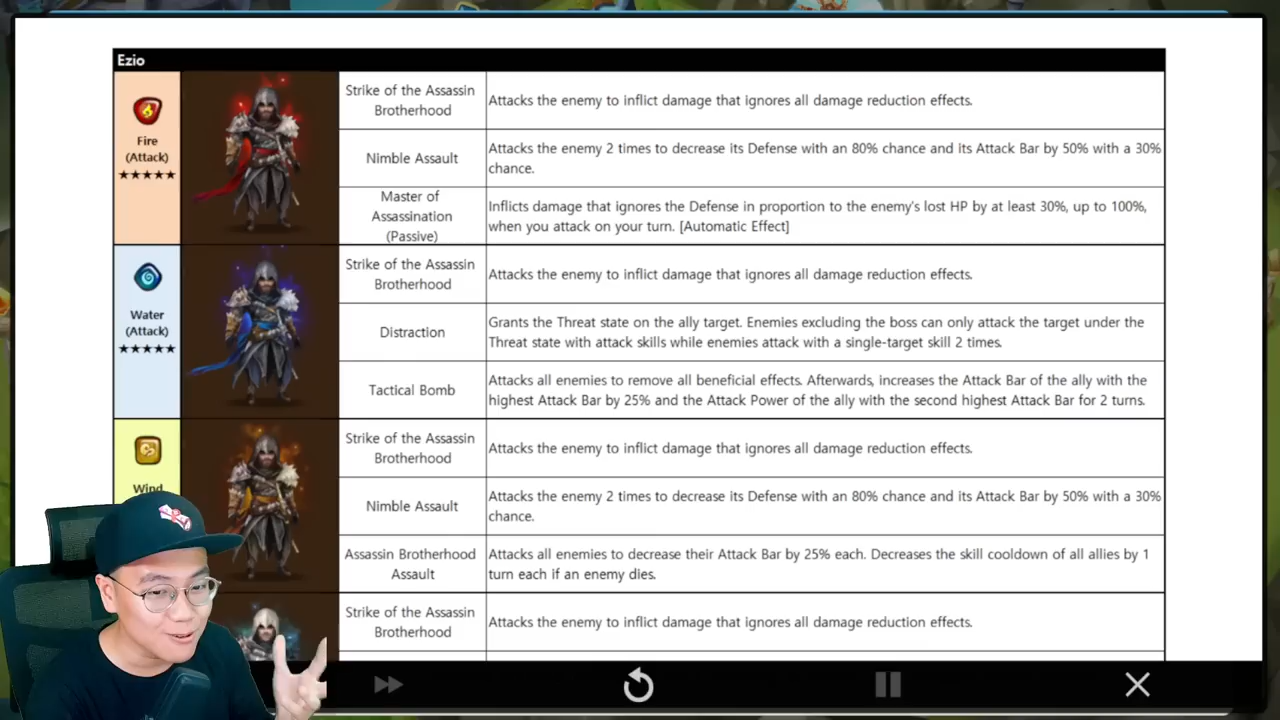 Ezio
Fire
(Attack)
★★★★★
Strike of the Assassin
Brotherhood
Attacks the enemy to inflict damage that ignores all damage reduction effects.
Nimble Assault
Attacks the enemy 2 times to decrease its Defense with an 80% chance and its Attack Bar by 50% with a 30%
chance.
Master of
Assassination
(Passive)
Inflicts damage that ignores the Defense in proportion to the enemy's lost HP by at least 30%, up to 100%,
when you attack on your turn. [Automatic Effect]
Water
(Attack)
★★★★★
Strike of the Assassin
Brotherhood
Attacks the enemy to inflict damage that ignores all damage reduction effects.
Distraction
Grants the Threat state on the ally target. Enemies excluding the boss can only attack the target under the
Threat state with attack skills while enemies attack with a single-target skill 2 times.
Tactical Bomb
Attacks all enemies to remove all beneficial effects. Afterwards, increases the Attack Bar of the ally with the
highest Attack Bar by 25% and the Attack Power of the ally with the second highest Attack Bar for 2 turns.
Wind
Strike of the Assassin
Brotherhood
Attacks the enemy to inflict damage that ignores all damage reduction effects.
Nimble Assault
Attacks the enemy 2 times to decrease its Defense with an 80% chance and its Attack Bar by 50% with a 30%
chance.
Assassin Brotherhood
Assault
Attacks all enemies to decrease their Attack Bar by 25% each. Decreases the skill cooldown of all allies by 1
turn each if an enemy dies.
Strike of the Assassin
Brotherhood
Attacks the enemy to inflict damage that ignores all damage reduction effects.